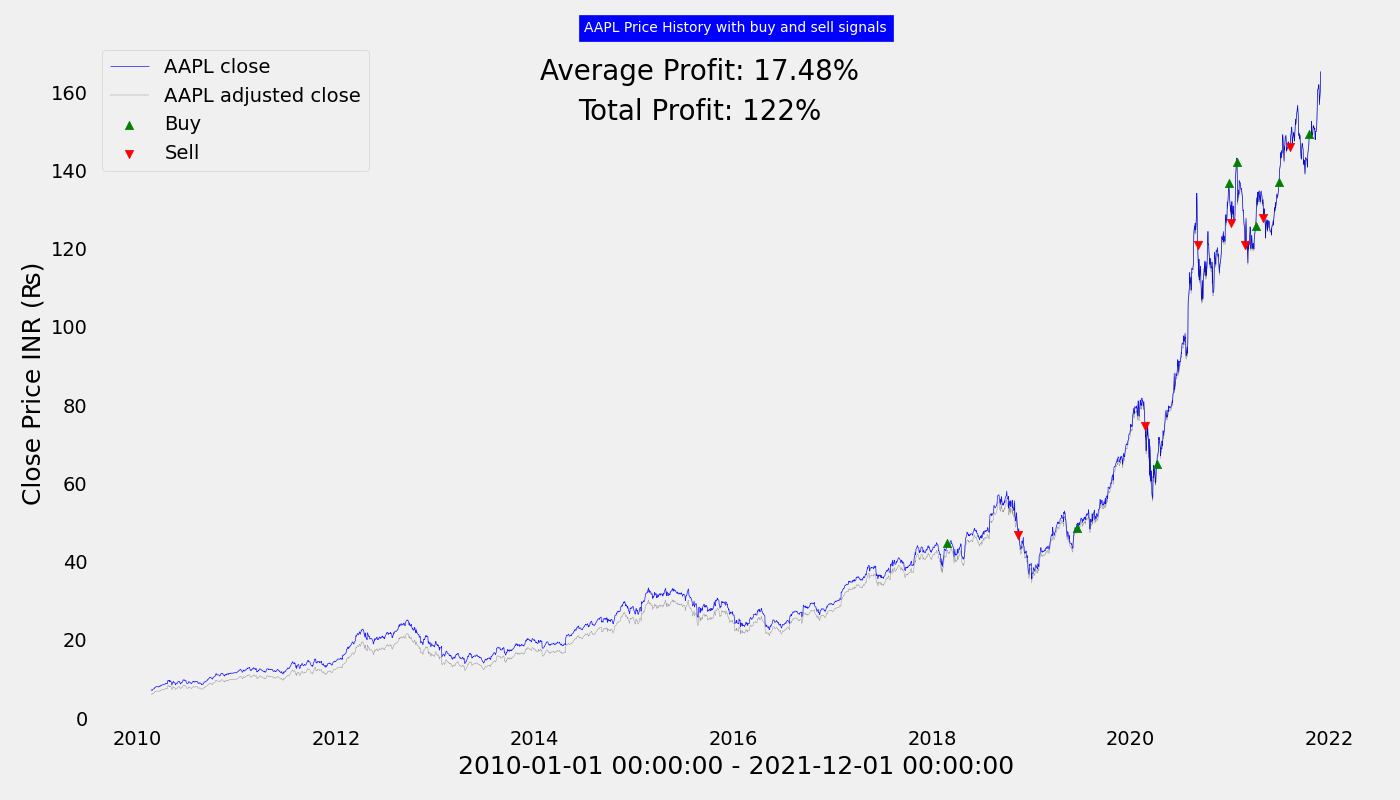 AAPL Price History with buy and sell signals
Average Profit: 17.48%
Total Profit: 122%
AAPL close
AAPL adjusted close
Buy
Sell
Close Price INR (₨)
160
140
120
100
80
60
40
20
0
2010 2012 2014 2016 2018 2020 2022
2010-01-01 00:00:00 - 2021-12-01 00:00:00